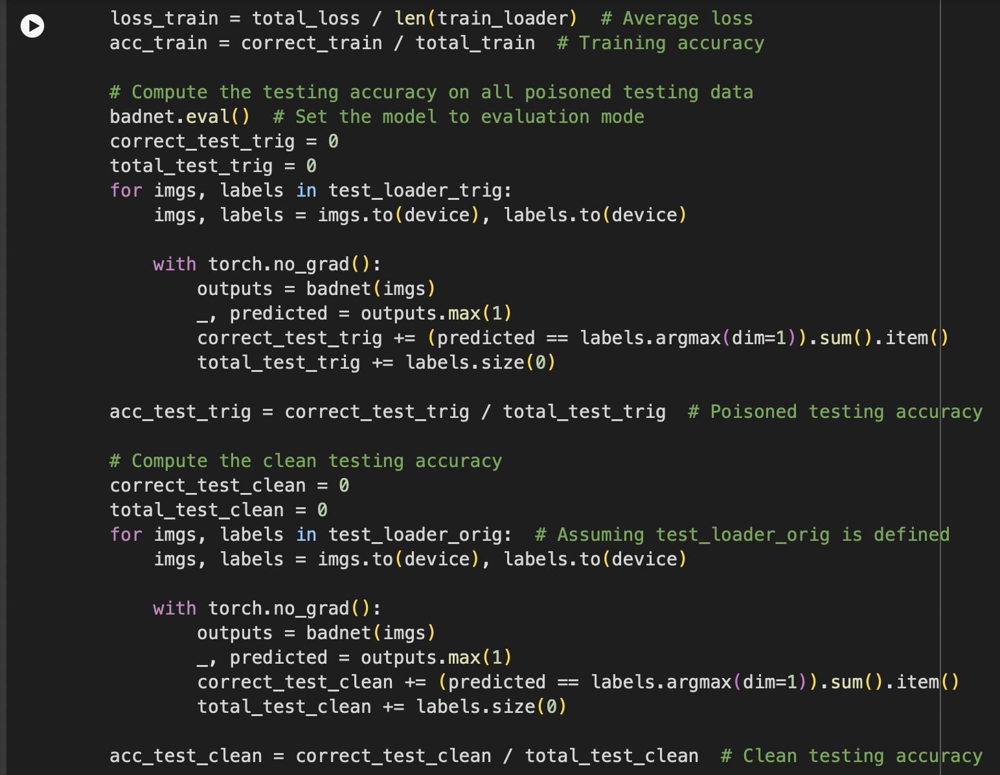 loss_train = total_loss / len(train_loader)  # Average loss
acc_train = correct_train / total_train  # Training accuracy

# Compute the testing accuracy on all poisoned testing data
badnet.eval()  # Set the model to evaluation mode
correct_test_trig = 0
total_test_trig = 0
for imgs, labels in test_loader_trig:
    imgs, labels = imgs.to(device), labels.to(device)

    with torch.no_grad():
        outputs = badnet(imgs)
        _, predicted = outputs.max(1)
        correct_test_trig += (predicted == labels.argmax(dim=1)).sum().item()
        total_test_trig += labels.size(0)

acc_test_trig = correct_test_trig / total_test_trig  # Poisoned testing accuracy

# Compute the clean testing accuracy
correct_test_clean = 0
total_test_clean = 0
for imgs, labels in test_loader_orig:  # Assuming test_loader_orig is defined
    imgs, labels = imgs.to(device), labels.to(device)

    with torch.no_grad():
        outputs = badnet(imgs)
        _, predicted = outputs.max(1)
        correct_test_clean += (predicted == labels.argmax(dim=1)).sum().item()
        total_test_clean += labels.size(0)

acc_test_clean = correct_test_clean / total_test_clean  # Clean testing accuracy